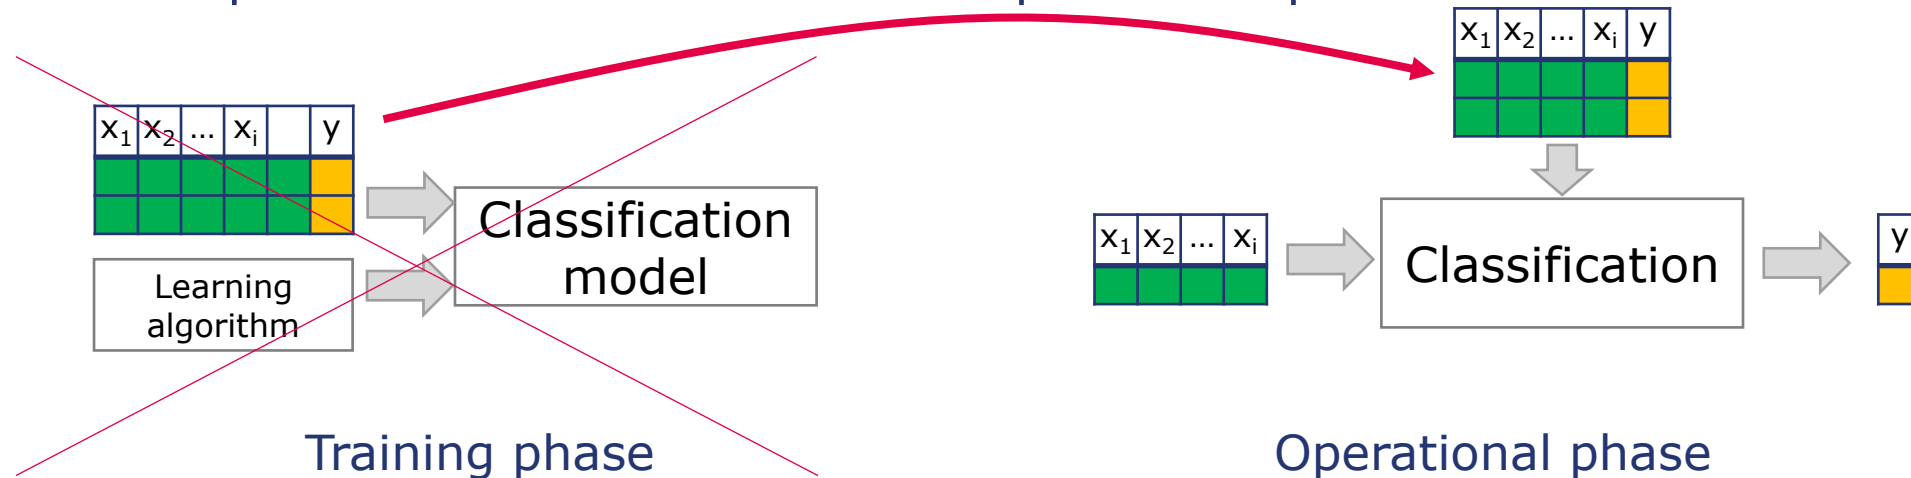 x1 x2 ... xi y
x1 x2 ... xi y
Classification
model
Learning
algorithm
x1 x2 ... xi
Classification
y
Training phase
Operational phase